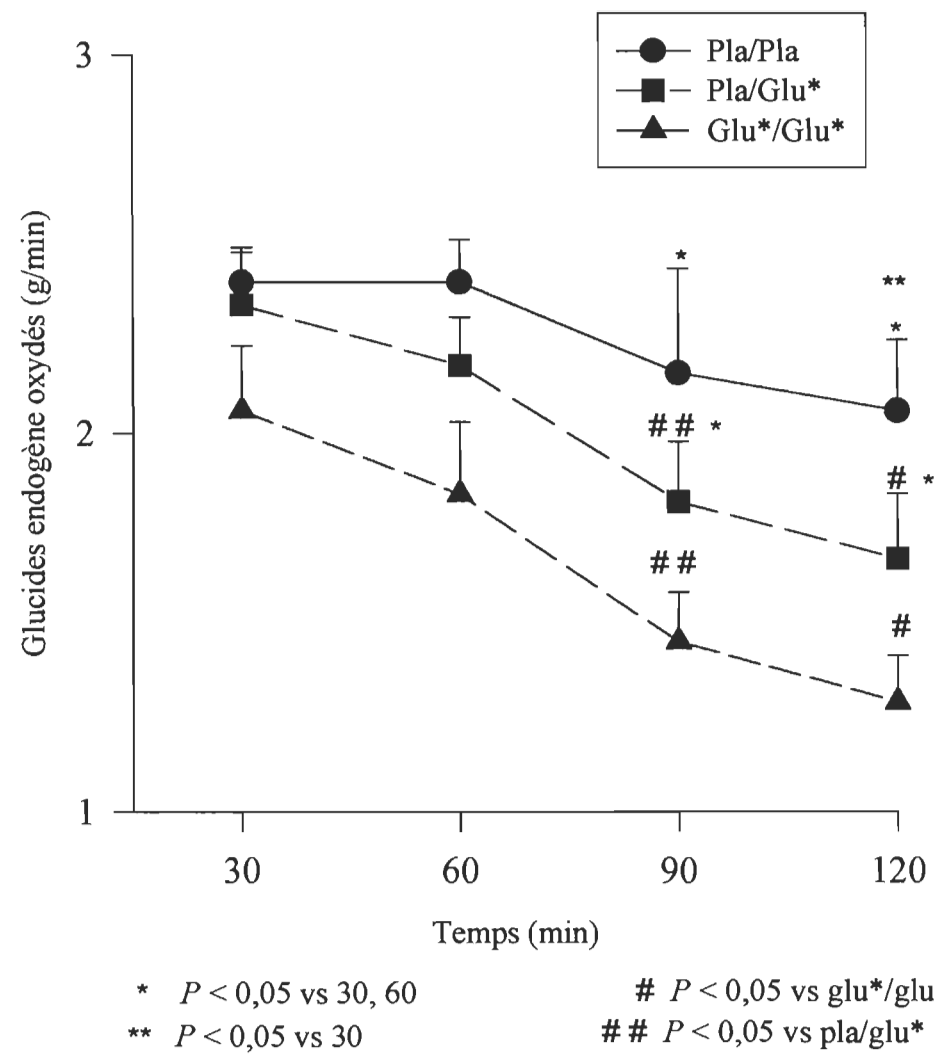 3
Pla/Pla
Pla/Glu*
Glu*/Glu*
Glucides endogène oxydés (g/min)
*
**
*
2
## *
# *
##
#
1
30 60 90 120
Temps (min)
* P < 0,05 vs 30, 60
# P < 0,05 vs glu*/glu
** P < 0,05 vs 30
## P < 0,05 vs pla/glu*